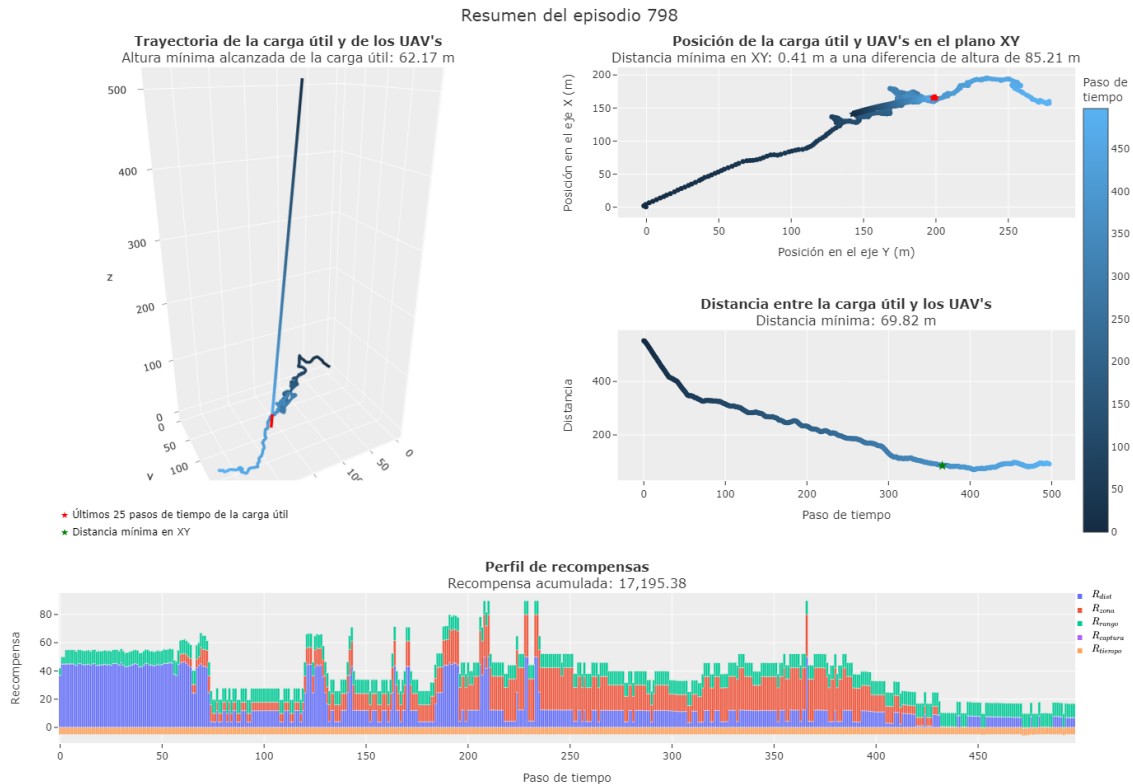 Resumen del episodio 798
Trayectoria de la carga útil y de los UAV's
Altura mínima alcanzada de la carga útil: 62.17 m
500
400
300
200
100
0
z
0
50
100
y
100
50
0
★ Últimos 25 pasos de tiempo de la carga útil
★ Distancia mínima en XY
Posición de la carga útil y UAV's en el plano XY
Distancia mínima en XY: 0.41 m a una diferencia de altura de 85.21 m
Posición en el eje X (m)
200
150
100
50
0
0 50 100 150 200 250
Posición en el eje Y (m)
Distancia entre la carga útil y los UAV's
Distancia mínima: 69.82 m
Distancia
400
200
0 100 200 300 400 500
Paso de tiempo
Paso de
tiempo
450
400
350
300
250
200
150
100
50
0
Perfil de recompensas
Recompensa acumulada: 17,195.38
Recompensa
80
60
40
20
0
0 50 100 150 200 250 300 350 400 450
Paso de tiempo
R_dist
R_zona
R_rango
R_captura
R_tiempo